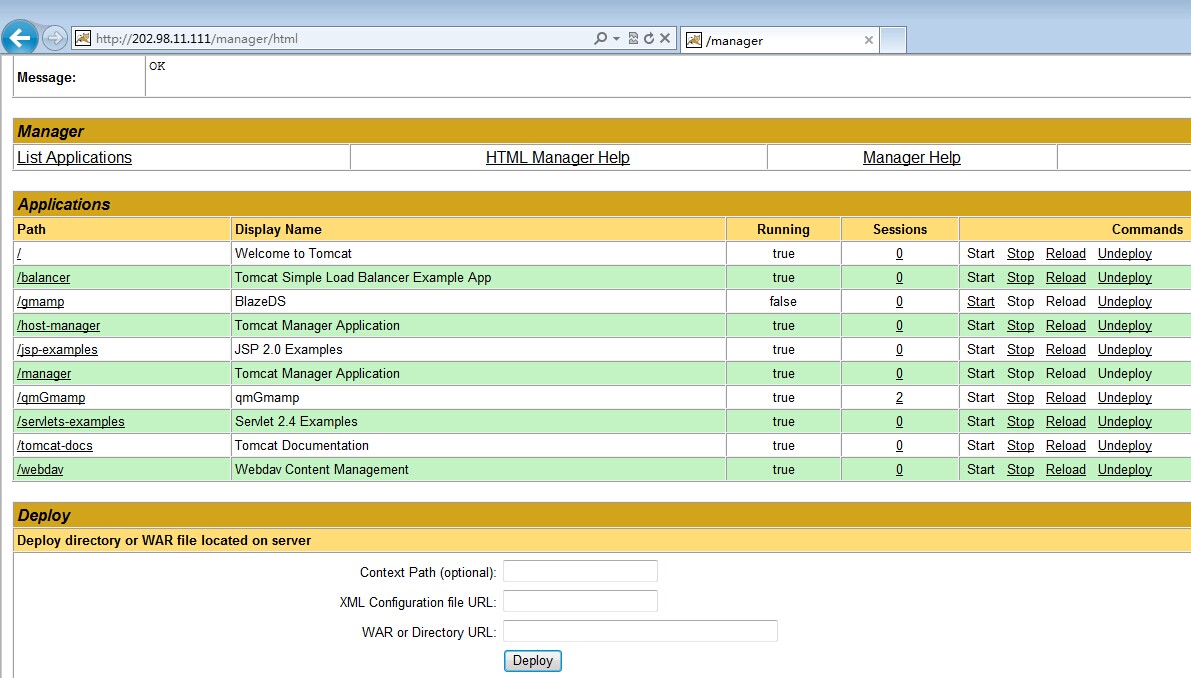 http://202.98.11.111/manager/html /manager
Message: OK
Manager
List Applications HTML Manager Help Manager Help
Applications
Path Display Name Running Sessions Commands
/ Welcome to Tomcat true 0 Start Stop Reload Undeploy
/balancer Tomcat Simple Load Balancer Example App true 0 Start Stop Reload Undeploy
/gmamp BlazeDS false 0 Start Stop Reload Undeploy
/host-manager Tomcat Manager Application true 0 Start Stop Reload Undeploy
/jsp-examples JSP 2.0 Examples true 0 Start Stop Reload Undeploy
/manager Tomcat Manager Application true 0 Start Stop Reload Undeploy
/qmGmamp qmGmamp true 2 Start Stop Reload Undeploy
/servlets-examples Servlet 2.4 Examples true 0 Start Stop Reload Undeploy
/tomcat-docs Tomcat Documentation true 0 Start Stop Reload Undeploy
/webdav Webdav Content Management true 0 Start Stop Reload Undeploy
Deploy
Deploy directory or WAR file located on server
Context Path (optional):
XML Configuration file URL:
WAR or Directory URL:
Deploy